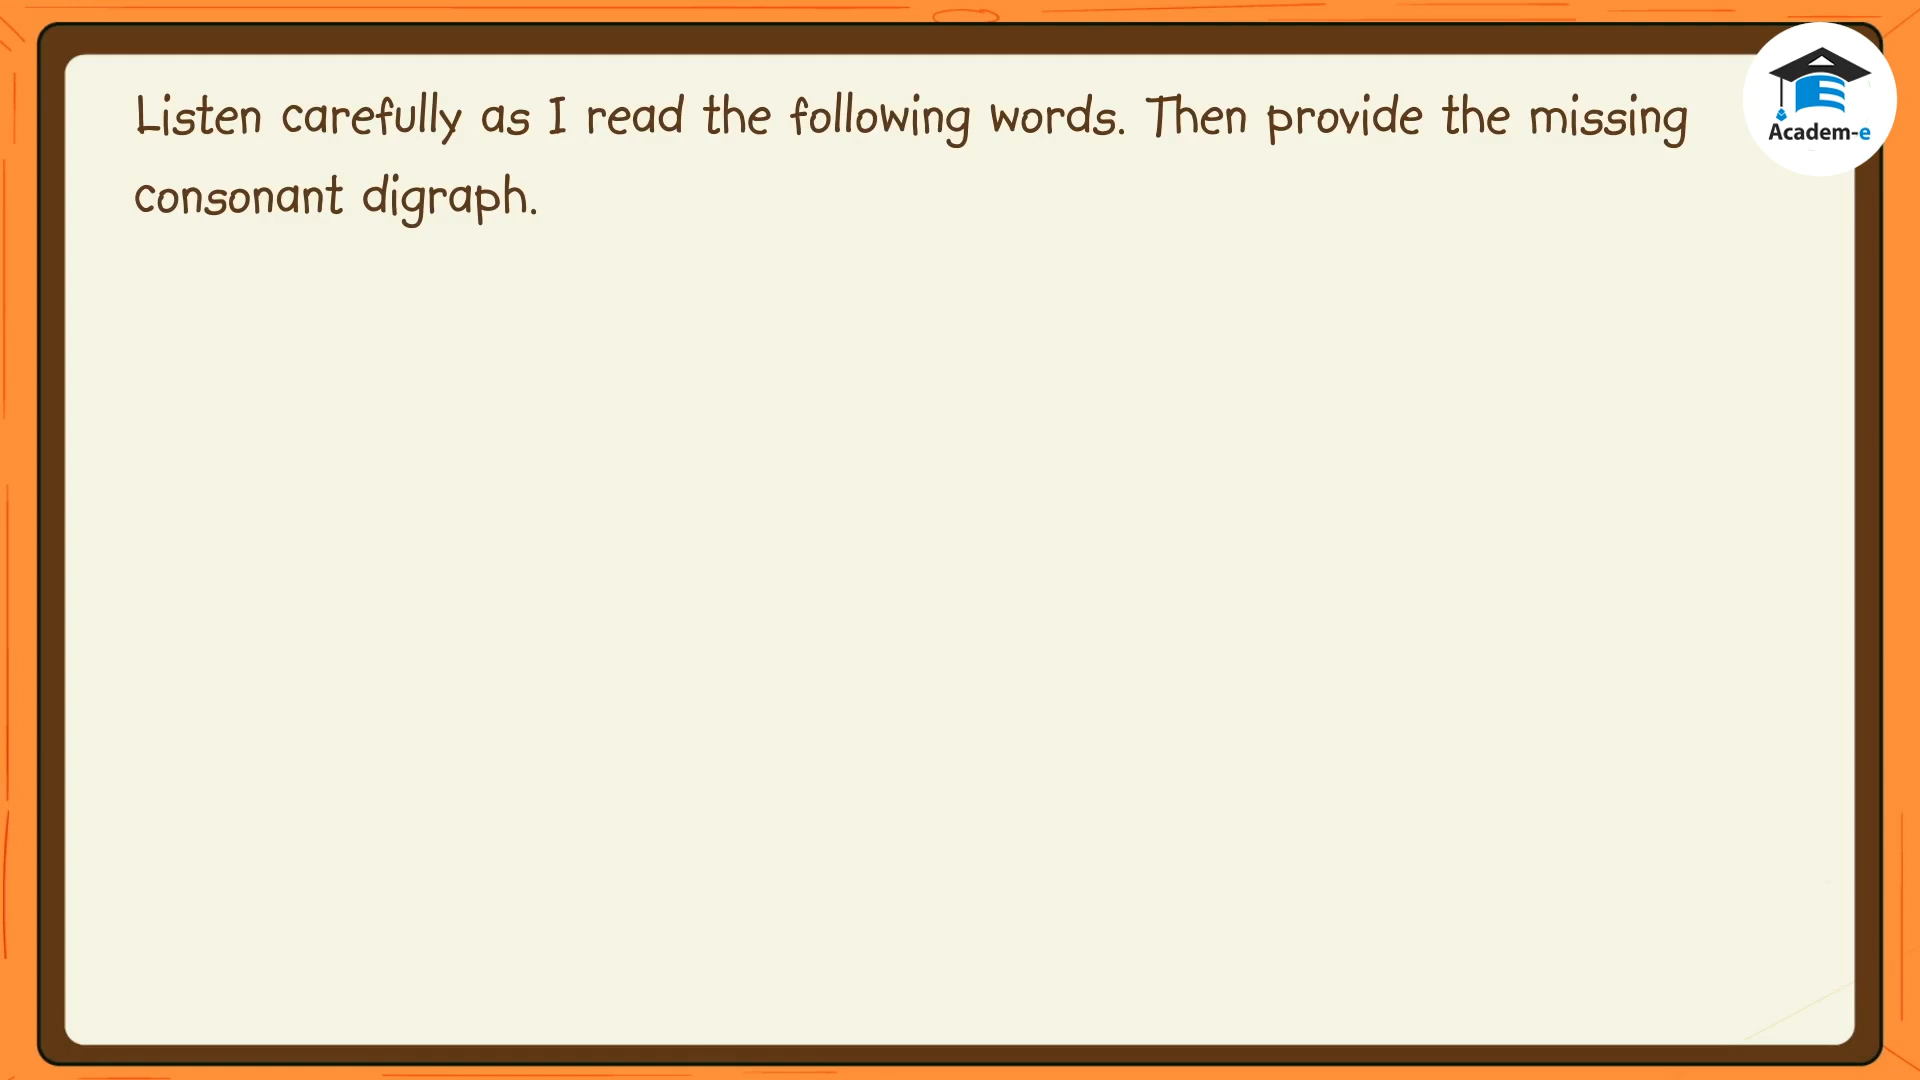 Listen carefully as I read the following words. Then provide the missing
consonant digraph.
Academ-e